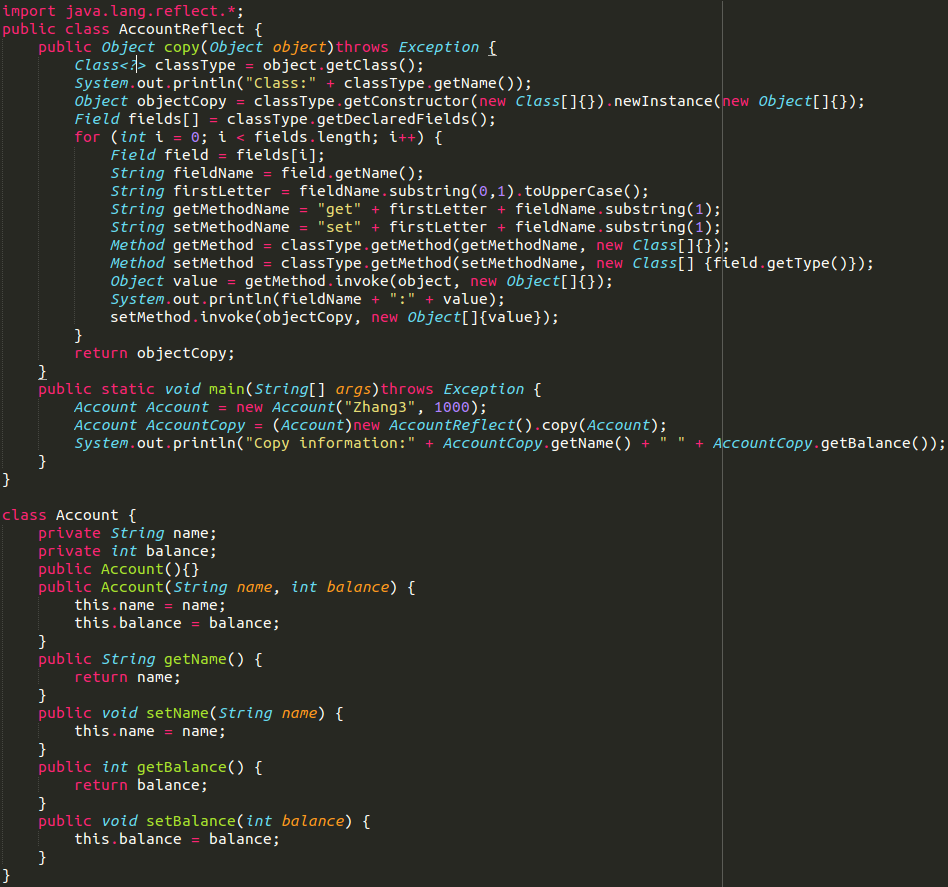 import java.lang.reflect.*;
public class AccountReflect {
    public Object copy(Object object)throws Exception {
        Class<?> classType = object.getClass();
        System.out.println("Class:" + classType.getName());
        Object objectCopy = classType.getConstructor(new Class[]{}).newInstance(new Object[]{});
        Field fields[] = classType.getDeclaredFields();
        for (int i = 0; i < fields.length; i++) {
            Field field = fields[i];
            String fieldName = field.getName();
            String firstLetter = fieldName.substring(0,1).toUpperCase();
            String getMethodName = "get" + firstLetter + fieldName.substring(1);
            String setMethodName = "set" + firstLetter + fieldName.substring(1);
            Method getMethod = classType.getMethod(getMethodName, new Class[]{});
            Method setMethod = classType.getMethod(setMethodName, new Class[] {field.getType()});
            Object value = getMethod.invoke(object, new Object[]{});
            System.out.println(fieldName + ":" + value);
            setMethod.invoke(objectCopy, new Object[]{value});
        }
        return objectCopy;
    }
    public static void main(String[] args)throws Exception {
        Account Account = new Account("Zhang3", 1000);
        Account AccountCopy = (Account)new AccountReflect().copy(Account);
        System.out.println("Copy information:" + AccountCopy.getName() + " " + AccountCopy.getBalance());
    }
}

class Account {
    private String name;
    private int balance;
    public Account(){}
    public Account(String name, int balance) {
        this.name = name;
        this.balance = balance;
    }
    public String getName() {
        return name;
    }
    public void setName(String name) {
        this.name = name;
    }
    public int getBalance() {
        return balance;
    }
    public void setBalance(int balance) {
        this.balance = balance;
    }
}